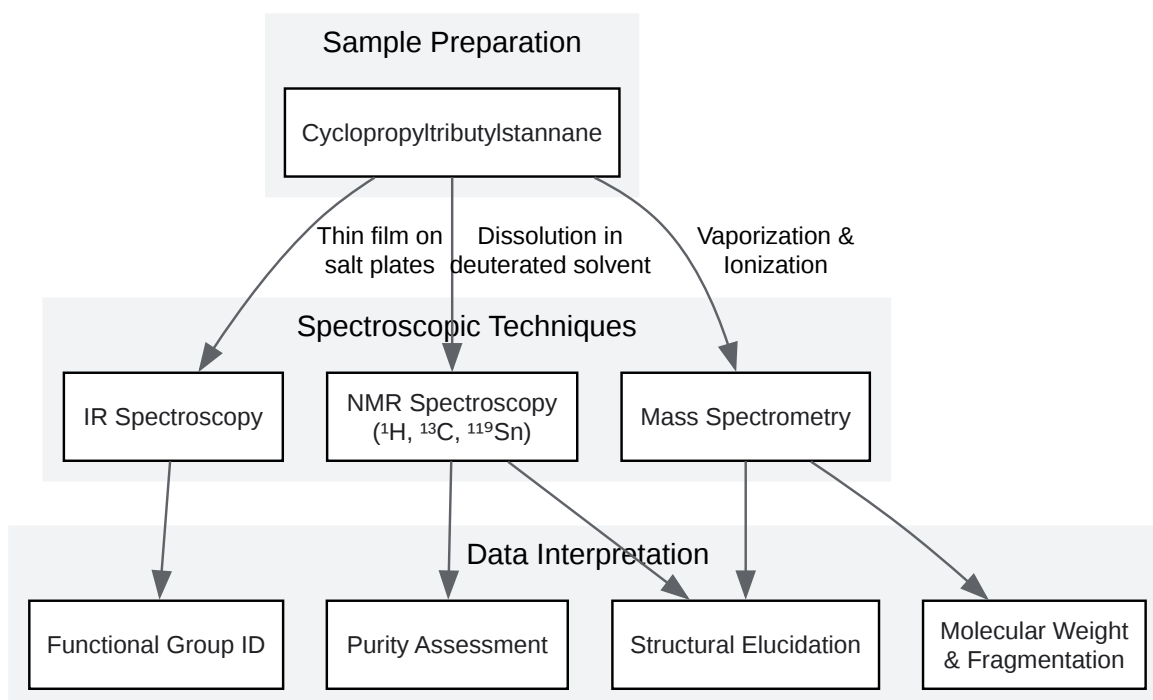 Sample Preparation
Cyclopropyltributylstannane
Thin film on
salt plates
Dissolution in
deuterated solvent
Vaporization &
Ionization
Spectroscopic Techniques
IR Spectroscopy
NMR Spectroscopy
(¹H, ¹³C, ¹¹⁹Sn)
Mass Spectrometry
Data Interpretation
Functional Group ID
Purity Assessment
Structural Elucidation
Molecular Weight
& Fragmentation